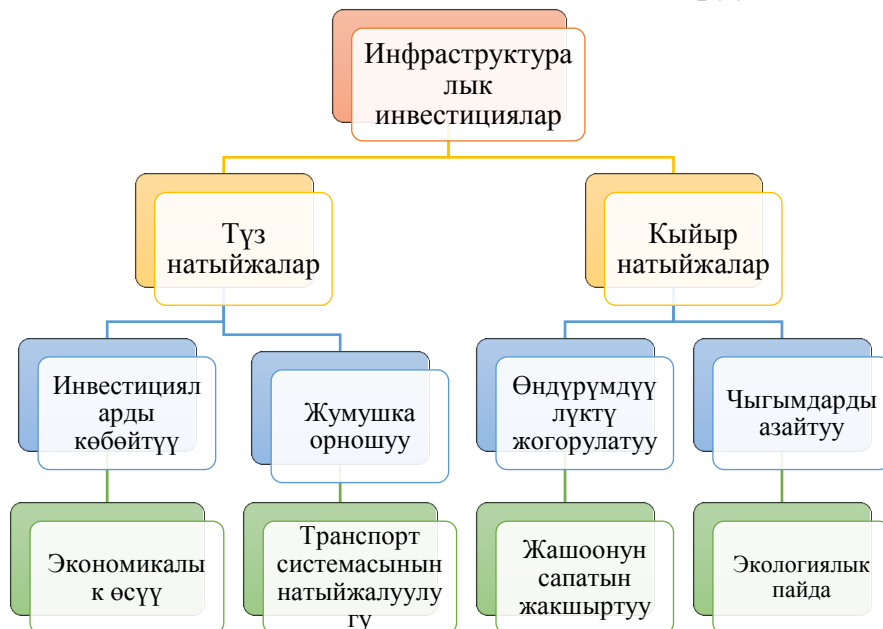 Инфраструктура
лык
инвестициялар
Түз
натыйжалар
Кыйыр
натыйжалар
Инвестициял
арды
көбөйтүү
Жумушка
орношуу
Өндүрүмдүү
лүктү
жогорулатуу
Чыгымдарды
азайтуу
Экономикалы
к өсүү
Транспорт
системасынын
натыйжалуулу
гу
Жашоонун
сапатын
жакшыртуу
Экологиялык
пайда